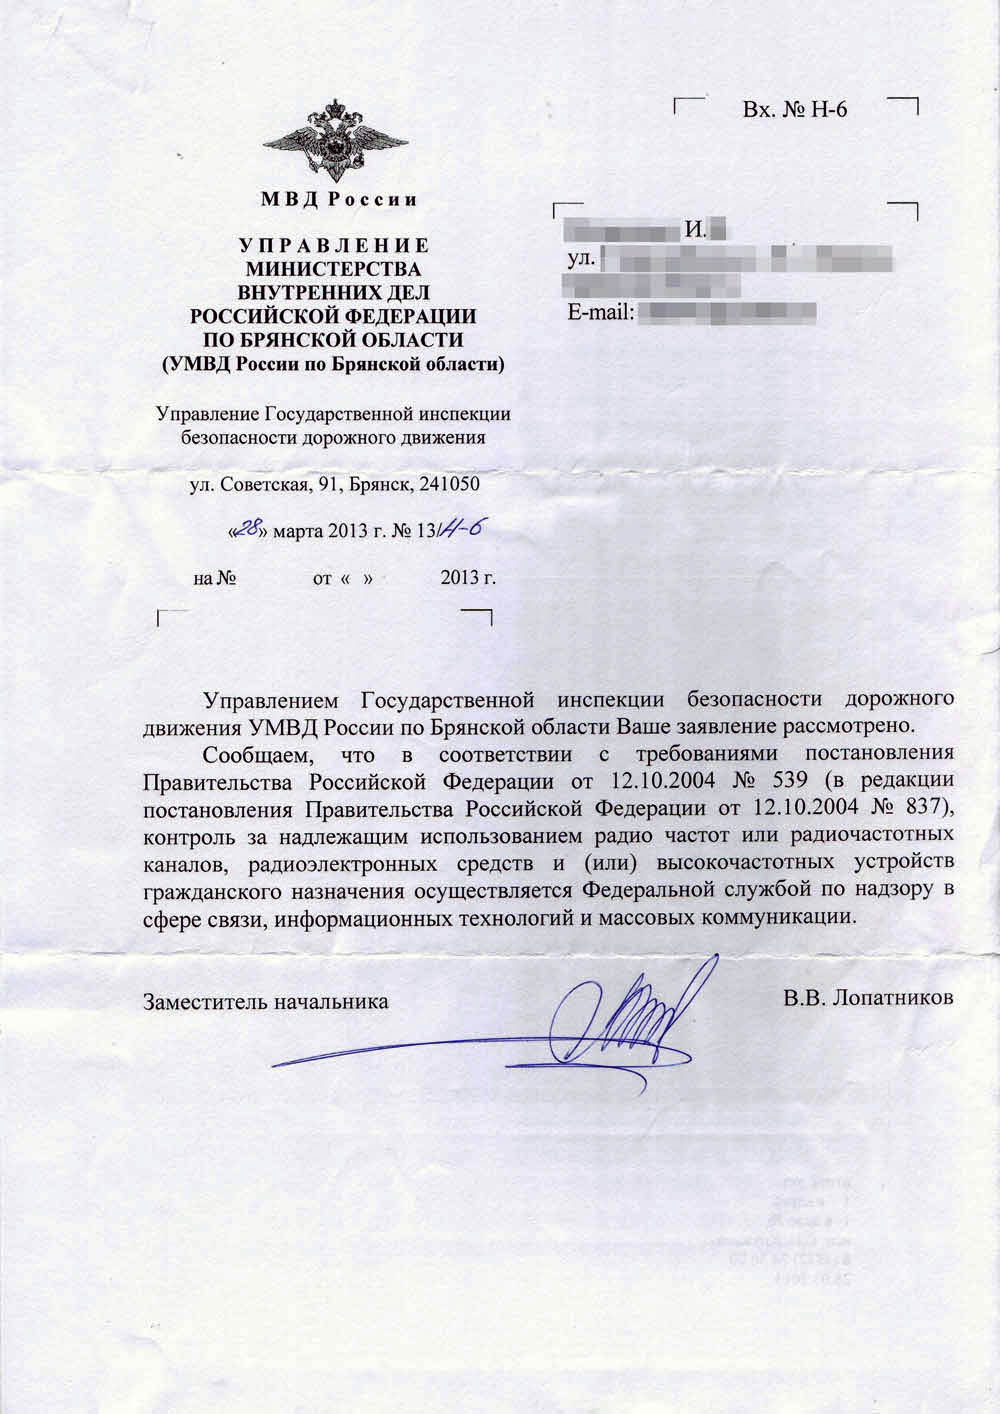 Вх. № Н-6
МВД России
УПРАВЛЕНИЕ
МИНИСТЕРСТВА
ВНУТРЕННИХ ДЕЛ
РОССИЙСКОЙ ФЕДЕРАЦИИ
ПО БРЯНСКОЙ ОБЛАСТИ
(УМВД России по Брянской области)
Управление Государственной инспекции
безопасности дорожного движения
ул. Советская, 91, Брянск, 241050
«28» марта 2013 г. № 13/Н-6
на № от « » 2013 г.
И.
ул.
E-mail:
Управлением Государственной инспекции безопасности дорожного
движения УМВД России по Брянской области Ваше заявление рассмотрено.
Сообщаем, что в соответствии с требованиями постановления
Правительства Российской Федерации от 12.10.2004 № 539 (в редакции
постановления Правительства Российской Федерации от 12.10.2004 № 837),
контроль за надлежащим использованием радио частот или радиочастотных
каналов, радиоэлектронных средств и (или) высокочастотных устройств
гражданского назначения осуществляется Федеральной службой по надзору в
сфере связи, информационных технологий и массовых коммуникации.
Заместитель начальника В.В. Лопатников